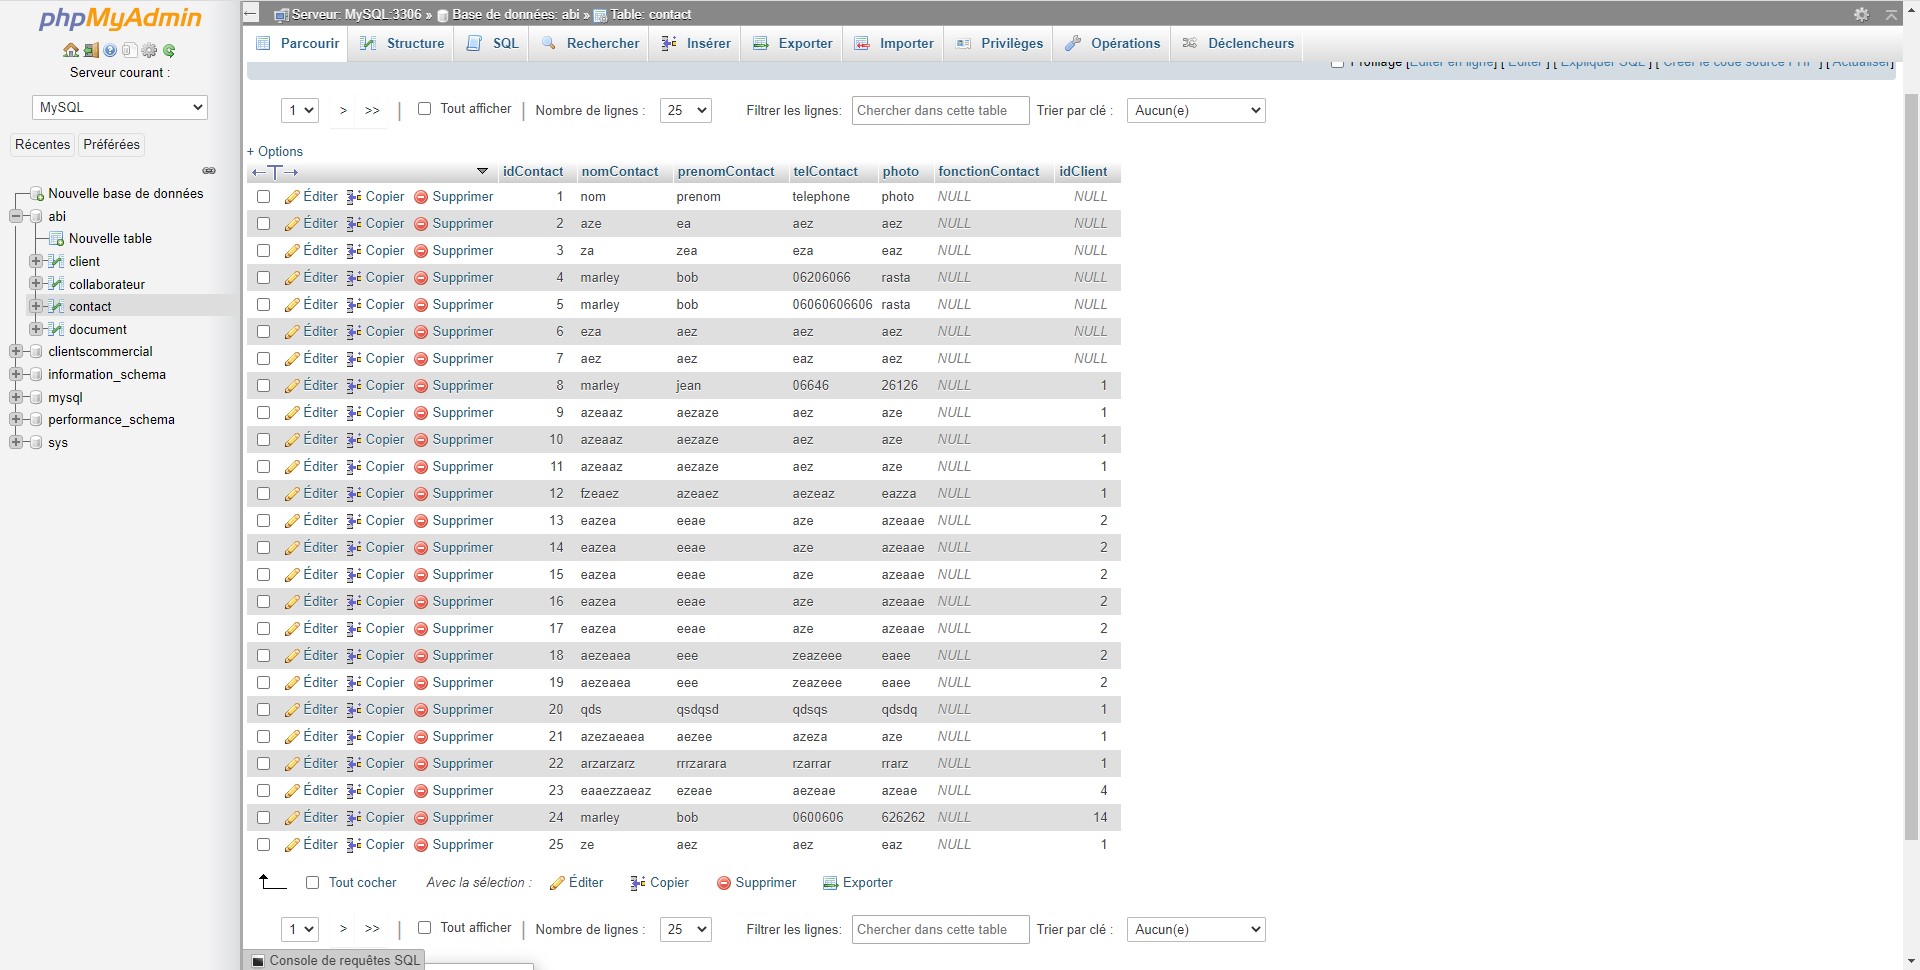 phpMyAdmin
Serveur courant :
MySQL
Récentes Préférées
Nouvelle base de données
abi
Nouvelle table
client
collaborateur
contact
document
clientscommercial
information_schema
mysql
performance_schema
sys
Serveur: MySQL:3306 » Base de données: abi » Table: contact
Parcourir Structure SQL Rechercher Insérer Exporter Importer Privilèges Opérations Déclencheurs
Profilage [Éditer en ligne] [ Éditer ] [ Expliquer SQL ] [ Créer le code source PHP ] [ Actualiser]
1 > >> Tout afficher Nombre de lignes : 25 Filtrer les lignes: Chercher dans cette table Trier par clé : Aucun(e)
+ Options
←T→ idContact nomContact prenomContact telContact photo fonctionContact idClient
Éditer Copier Supprimer 1 nom prenom telephone photo NULL NULL
Éditer Copier Supprimer 2 aze ea aez aez NULL NULL
Éditer Copier Supprimer 3 za zea eza eaz NULL NULL
Éditer Copier Supprimer 4 marley bob 06206066 rasta NULL NULL
Éditer Copier Supprimer 5 marley bob 06060606606 rasta NULL NULL
Éditer Copier Supprimer 6 eza aez aez aez NULL NULL
Éditer Copier Supprimer 7 aez aez eaz aez NULL NULL
Éditer Copier Supprimer 8 marley jean 06646 26126 NULL 1
Éditer Copier Supprimer 9 azeaaz aezaze aez aze NULL 1
Éditer Copier Supprimer 10 azeaaz aezaze aez aze NULL 1
Éditer Copier Supprimer 11 azeaaz aezaze aez aze NULL 1
Éditer Copier Supprimer 12 fzeaez azeaez aezeaz eazza NULL 1
Éditer Copier Supprimer 13 eazea eeae aze azeaae NULL 2
Éditer Copier Supprimer 14 eazea eeae aze azeaae NULL 2
Éditer Copier Supprimer 15 eazea eeae aze azeaae NULL 2
Éditer Copier Supprimer 16 eazea eeae aze azeaae NULL 2
Éditer Copier Supprimer 17 eazea eeae aze azeaae NULL 2
Éditer Copier Supprimer 18 aezeaea eee zeazeee eaee NULL 2
Éditer Copier Supprimer 19 aezeaea eee zeazeee eaee NULL 2
Éditer Copier Supprimer 20 qds qsdqsd qdsqs qdsdq NULL 1
Éditer Copier Supprimer 21 azezaeaea aezee azeza aze NULL 1
Éditer Copier Supprimer 22 arzarzarz rrrzarara rzarrar rrarz NULL 1
Éditer Copier Supprimer 23 eaaezzaeaz ezeae aezeae azeae NULL 4
Éditer Copier Supprimer 24 marley bob 0600606 626262 NULL 14
Éditer Copier Supprimer 25 ze aez aez eaz NULL 1
Tout cocher Avec la sélection : Éditer Copier Supprimer Exporter
1 > >> Tout afficher Nombre de lignes : 25 Filtrer les lignes: Chercher dans cette table Trier par clé : Aucun(e)
Console de requêtes SQL